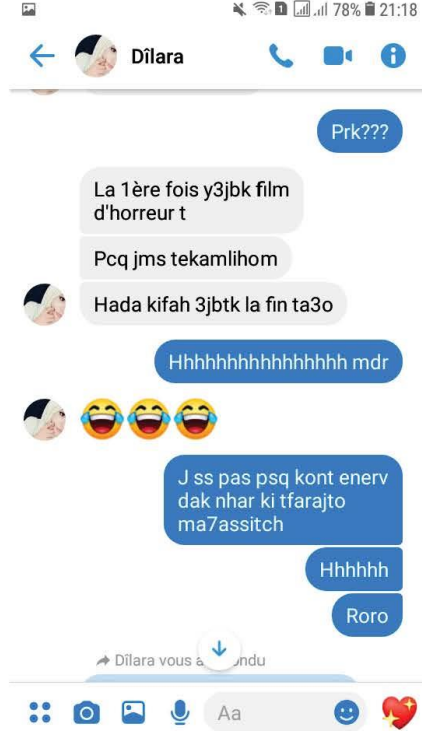 78% 21:18
Dîlara
Prk???
La 1ère fois y3jbk film
d'horreur t
Pcq jms tekamlihom
Hada kifah 3jbtk la fin ta3o
Hhhhhhhhhhhhhhhh mdr
J ss pas psq kont enerv
dak nhar ki tfarajto
ma7assitch
Hhhhhh
Roro
Dîlara vous a
Aa